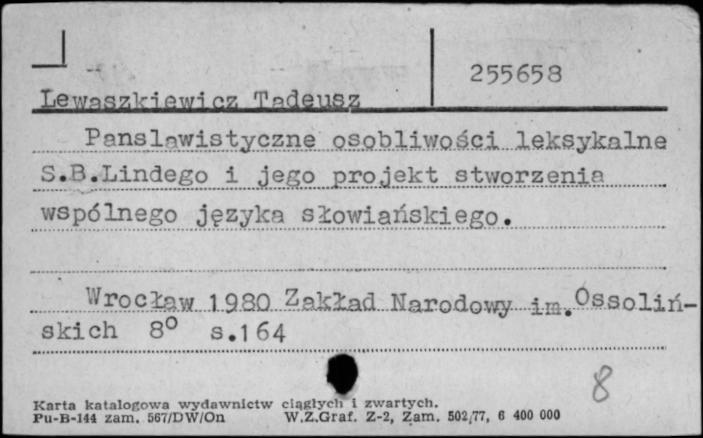 255658
Lewaszkiewicz Tadeusz
Panslawistyczne osobliwości leksykalne
S.B.Lindego i jego projekt stworzenia
wspólnego języka słowiańskiego.
Wrocław 1980 Zakład Narodowy im.Ossoliń-
skich 8° s.164
8
Karta katalogowa wydawnictw ciągłych i zwartych.
Pu-B-144 zam. 567/DW/On W.Z.Graf. Z-2, Zam. 502/77, 6 400 000